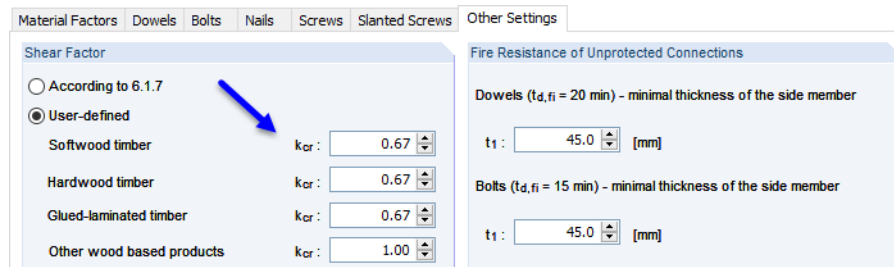 Material Factors Dowels Bolts Nails Screws Slanted Screws Other Settings
Shear Factor
According to 6.1.7
User-defined
Softwood timber kcr : 0.67
Hardwood timber kcr : 0.67
Glued-laminated timber kcr : 0.67
Other wood based products kcr : 1.00
Fire Resistance of Unprotected Connections
Dowels (td,fi = 20 min) - minimal thickness of the side member
t1 : 45.0 [mm]
Bolts (td,fi = 15 min) - minimal thickness of the side member
t1 : 45.0 [mm]